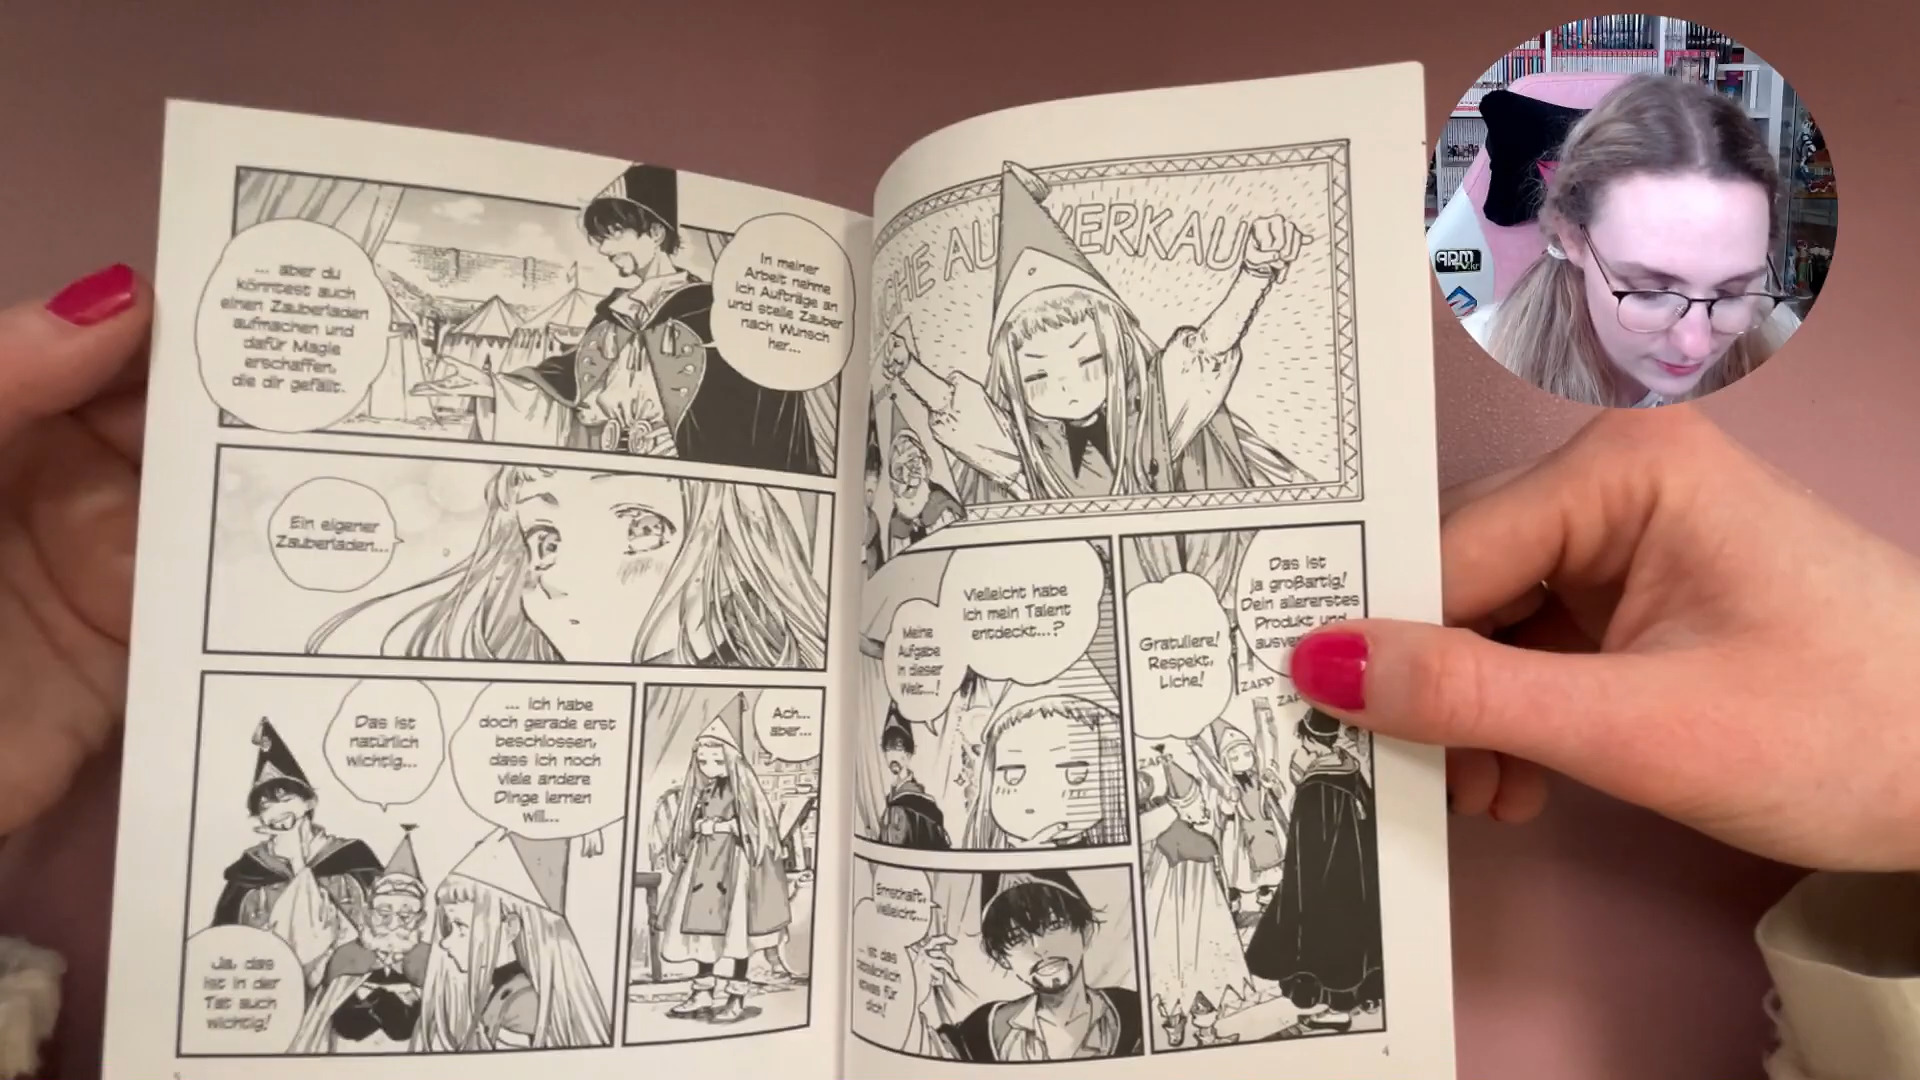 AUSVERKAU
Das ist
ja großartig!
Dein allererstes
Produkt und
Gratuliere!
Respekt,
Liche!
ZAPP
ZAPP
Vielleicht habe
ich mein Talent
entdeckt...?
Meine
Aufgabe
in dieser
Welt...!
Ernsthaft,
vielleicht...
... ist das
tatsächlich
etwas für
dich!
4
In meiner
Arbeit nehme
ich Aufträge an
und stelle Zauber
nach Wunsch
her...
... aber du
könntest auch
einen Zauberladen
aufmachen und
dafür Magie
erschaffen,
die dir gefällt.
Ein eigener
Zauberladen...
Ach...
aber...
... ich habe
doch gerade erst
beschlossen,
dass ich noch
viele andere
Dinge lernen
will...
Das ist
natürlich
wichtig...
Ja, das
ist in der
Tat auch
wichtig!
5